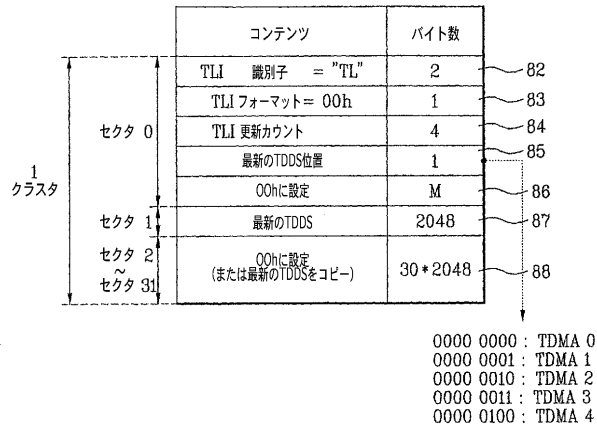 コンテンツ バイト数
TLI 識別子 = "TL" 2 82
TLIフォーマット= 00h 1 83
セクタ 0 TLI 更新カウント 4 84
最新のTDDS位置 1 85
1
クラスタ
00hに設定 M 86
セクタ 1 最新のTDDS 2048 87
セクタ 2
~
セクタ 31
00hに設定
(または最新のTDDSをコピー) 30*2048 88
0000 0000 : TDMA 0
0000 0001 : TDMA 1
0000 0010 : TDMA 2
0000 0011 : TDMA 3
0000 0100 : TDMA 4